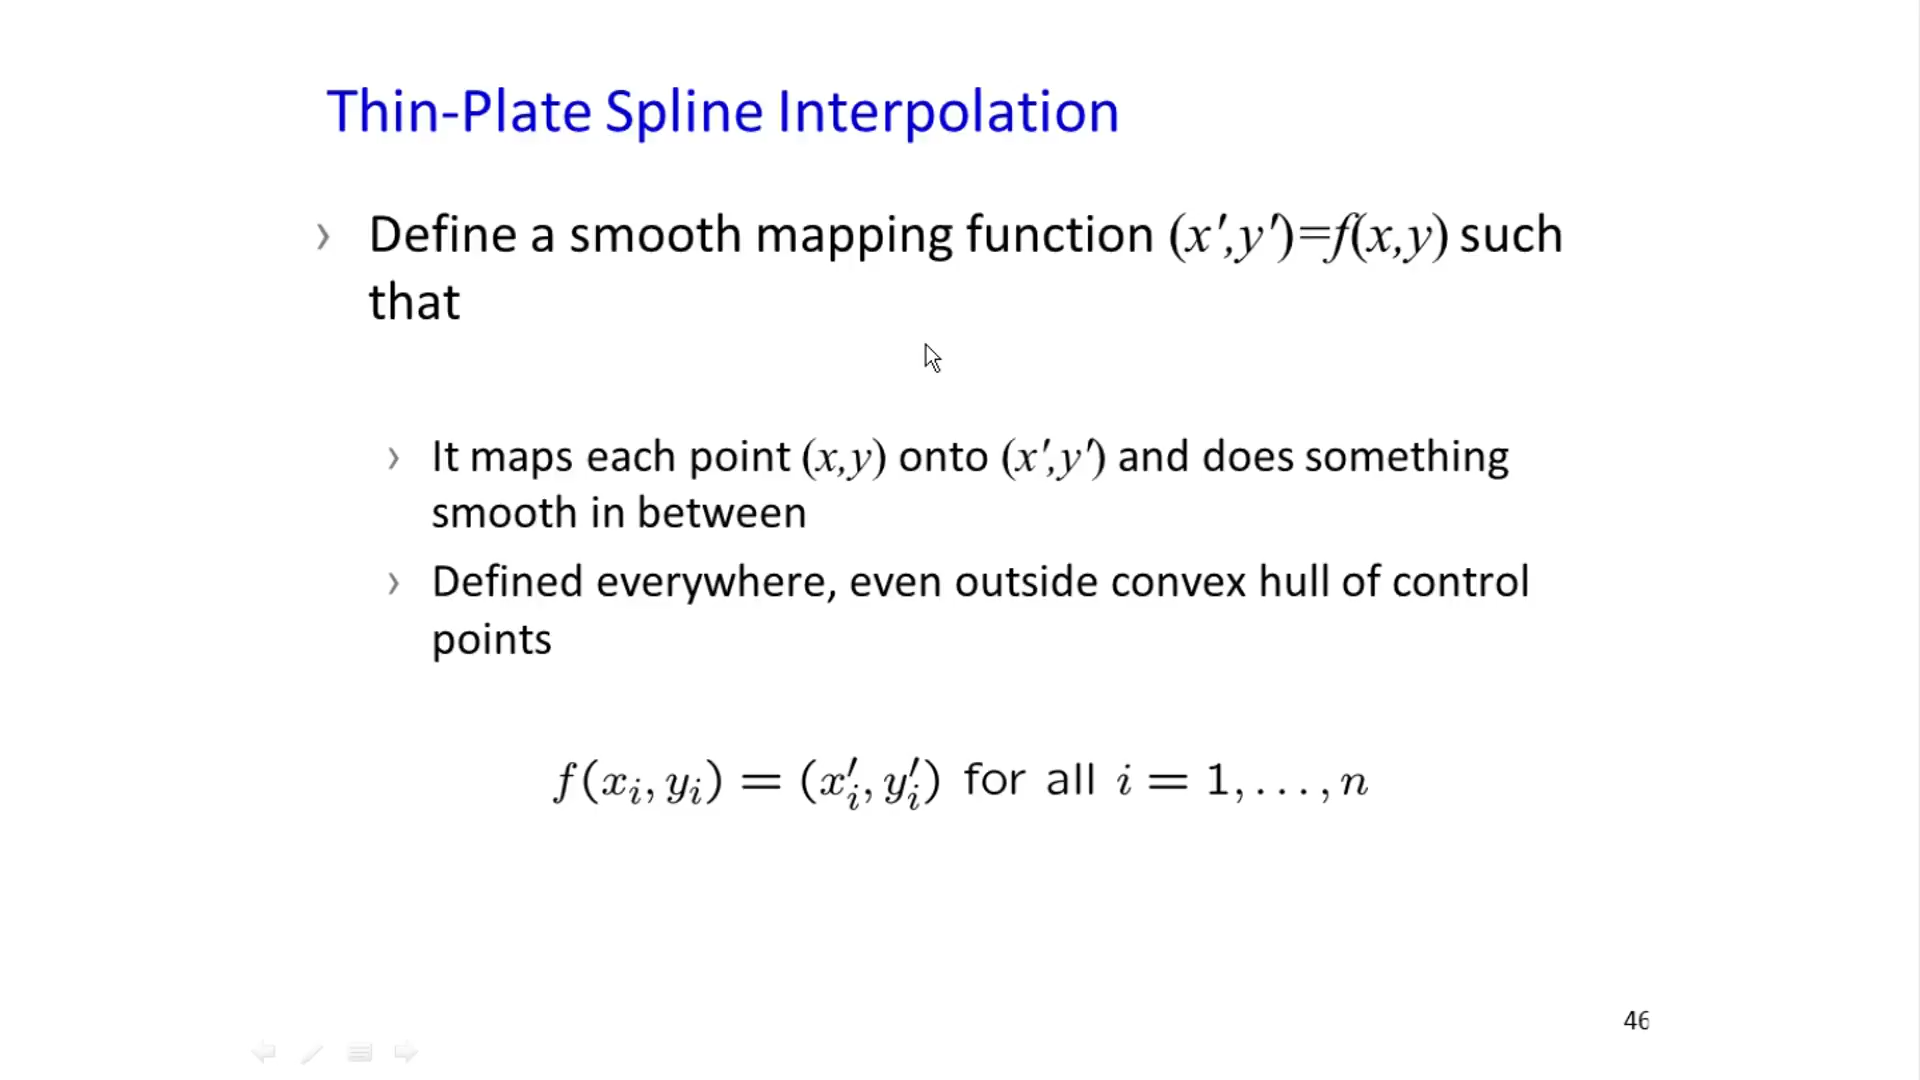 Thin-Plate Spline Interpolation
› Define a smooth mapping function (x′,y′)=f(x,y) such
that
› It maps each point (x,y) onto (x′,y′) and does something
smooth in between
› Defined everywhere, even outside convex hull of control
points
f(xᵢ, yᵢ) = (x′ᵢ, y′ᵢ) for all i = 1, . . . , n
46